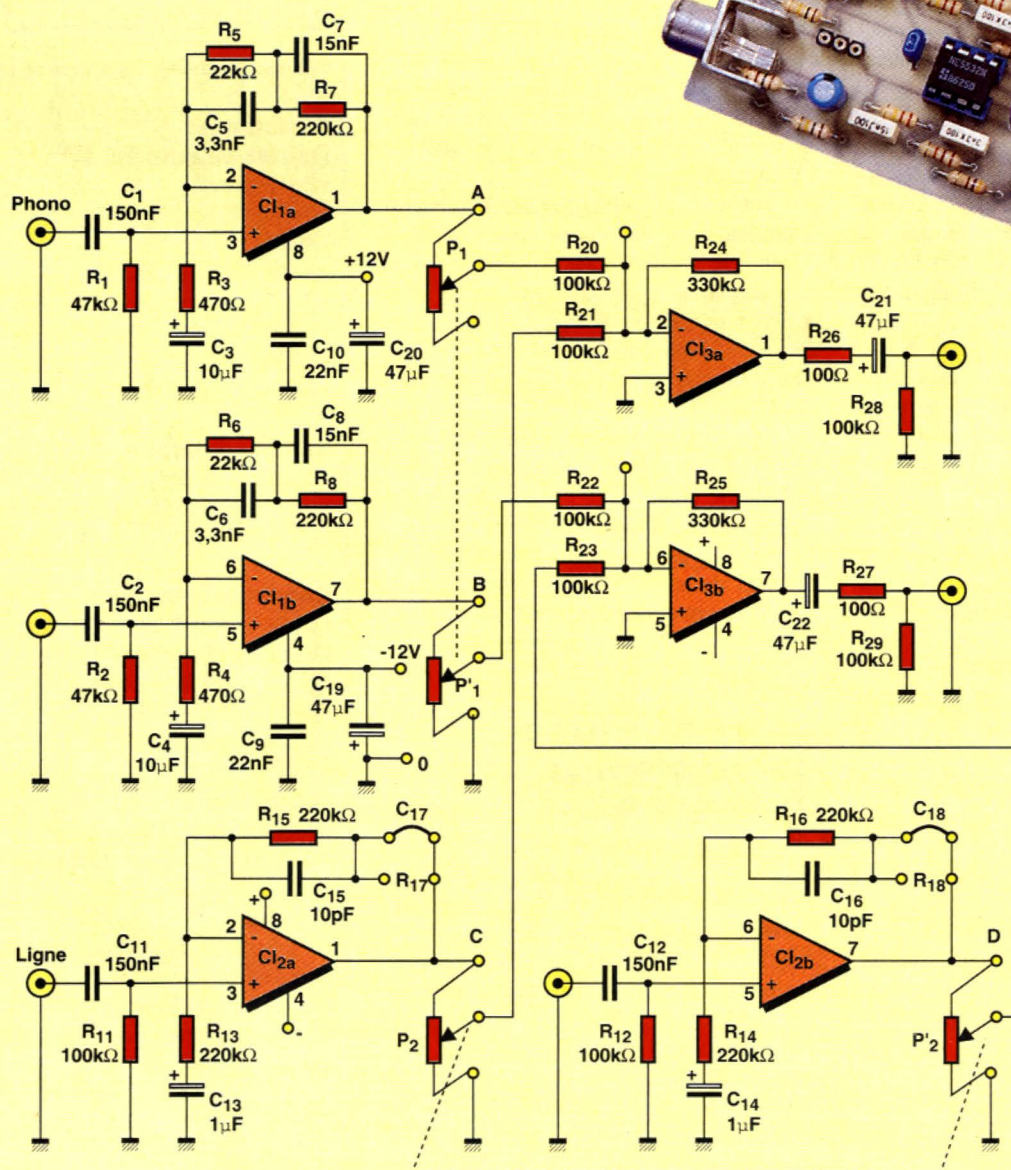 R5
22kΩ
C7
15nF
C5
3,3nF
R7
220kΩ
Phono
C1
150nF
2
-
CI1a
1
3
+
8
R1
47kΩ
R3
470Ω
+
C3
10µF
+12V
C10
22nF
+
C20
47µF
A
P1
R20
100kΩ
R21
100kΩ
R24
330kΩ
2
-
CI3a
1
3
+
R26
100Ω
C21
47µF
+
R28
100kΩ
R6
22kΩ
C8
15nF
C6
3,3nF
R8
220kΩ
C2
150nF
6
-
CI1b
7
5
+
4
R2
47kΩ
R4
470Ω
+
C4
10µF
-12V
C9
22nF
C19
47µF
+
0
B
P'1
R22
100kΩ
R23
100kΩ
R25
330kΩ
+
8
6
-
CI3b
7
5
+
4
-
+
C22
47µF
R27
100Ω
R29
100kΩ
R15 220kΩ
C17
C15
10pF
R17
+
8
Ligne
C11
150nF
2
-
CI2a
1
3
+
4
-
R11
100kΩ
R13
220kΩ
+
C13
1µF
C
P2
R16 220kΩ
C18
C16
10pF
R18
C12
150nF
6
-
CI2b
7
5
+
R12
100kΩ
R14
220kΩ
+
C14
1µF
D
P'2
NE5532N
15nJ100
3n3K100